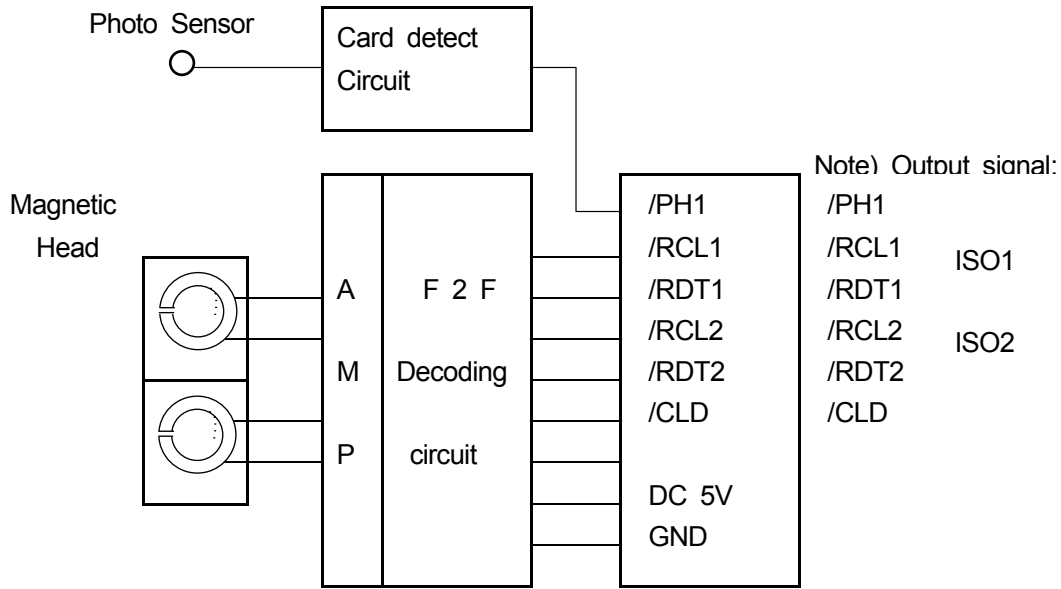 Photo Sensor
Card detect
Circuit
Note) Output signal:
Magnetic
Head
A
M
P
F 2 F
Decoding
circuit
/PH1
/RCL1
/RDT1
/RCL2
/RDT2
/CLD
DC 5V
GND
/PH1
/RCL1
/RDT1
/RCL2
/RDT2
/CLD
ISO1
ISO2